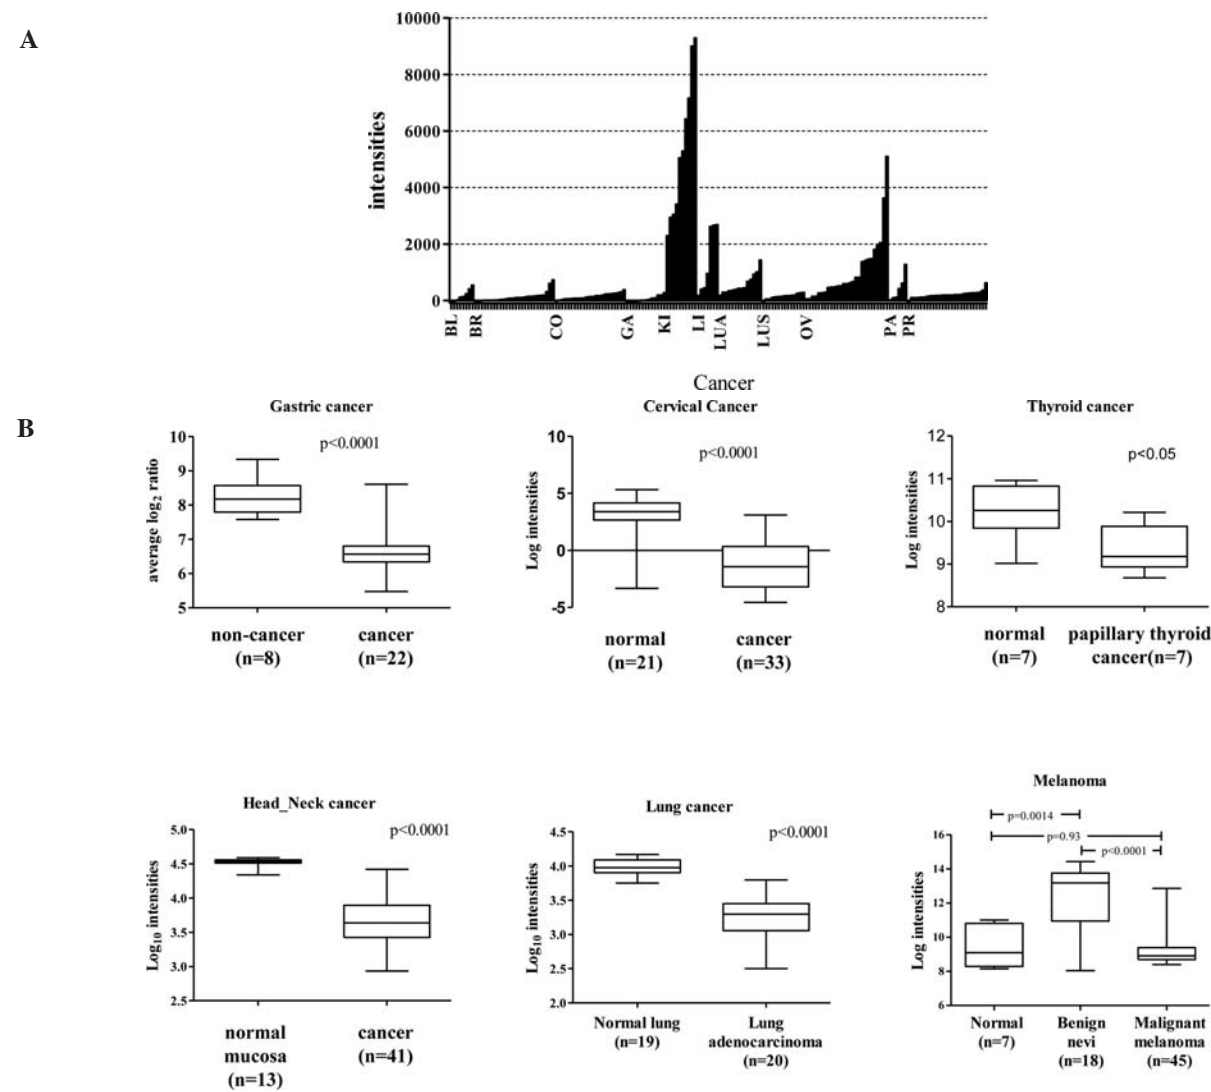 A
10000
8000
6000
4000
2000
0
intensities
BL BR CO GA KI LI LUA LUS OV PA PR
Cancer
B
Gastric cancer
p<0.0001
10
9
8
7
6
5
average log2 ratio
non-cancer
(n=8)
cancer
(n=22)
Cervical Cancer
p<0.0001
10
5
0
-5
Log intensities
normal
(n=21)
cancer
(n=33)
Thyroid cancer
p<0.05
12
11
10
9
8
Log intensities
normal
(n=7)
papillary thyroid
cancer(n=7)
Head_Neck cancer
p<0.0001
5.0
4.5
4.0
3.5
3.0
2.5
Log10 intensities
normal
mucosa
(n=13)
cancer
(n=41)
Lung cancer
p<0.0001
4.5
4.0
3.5
3.0
2.5
2.0
Log10 intensities
Normal lung
(n=19)
Lung
adenocarcinoma
(n=20)
Melanoma
p=0.0014
p=0.93
p<0.0001
16
14
12
10
8
6
Log intensities
Normal
(n=7)
Benign
nevi
(n=18)
Malignant
melanoma
(n=45)